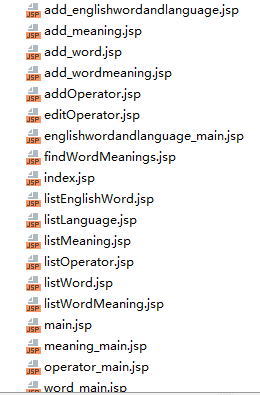 add_englishwordandlanguage.jsp
add_meaning.jsp
add_word.jsp
add_wordmeaning.jsp
addOperator.jsp
editOperator.jsp
englishwordandlanguage_main.jsp
findWordMeanings.jsp
index.jsp
listEnglishWord.jsp
listLanguage.jsp
listMeaning.jsp
listOperator.jsp
listWord.jsp
listWordMeaning.jsp
main.jsp
meaning_main.jsp
operator_main.jsp
word_main.jsp